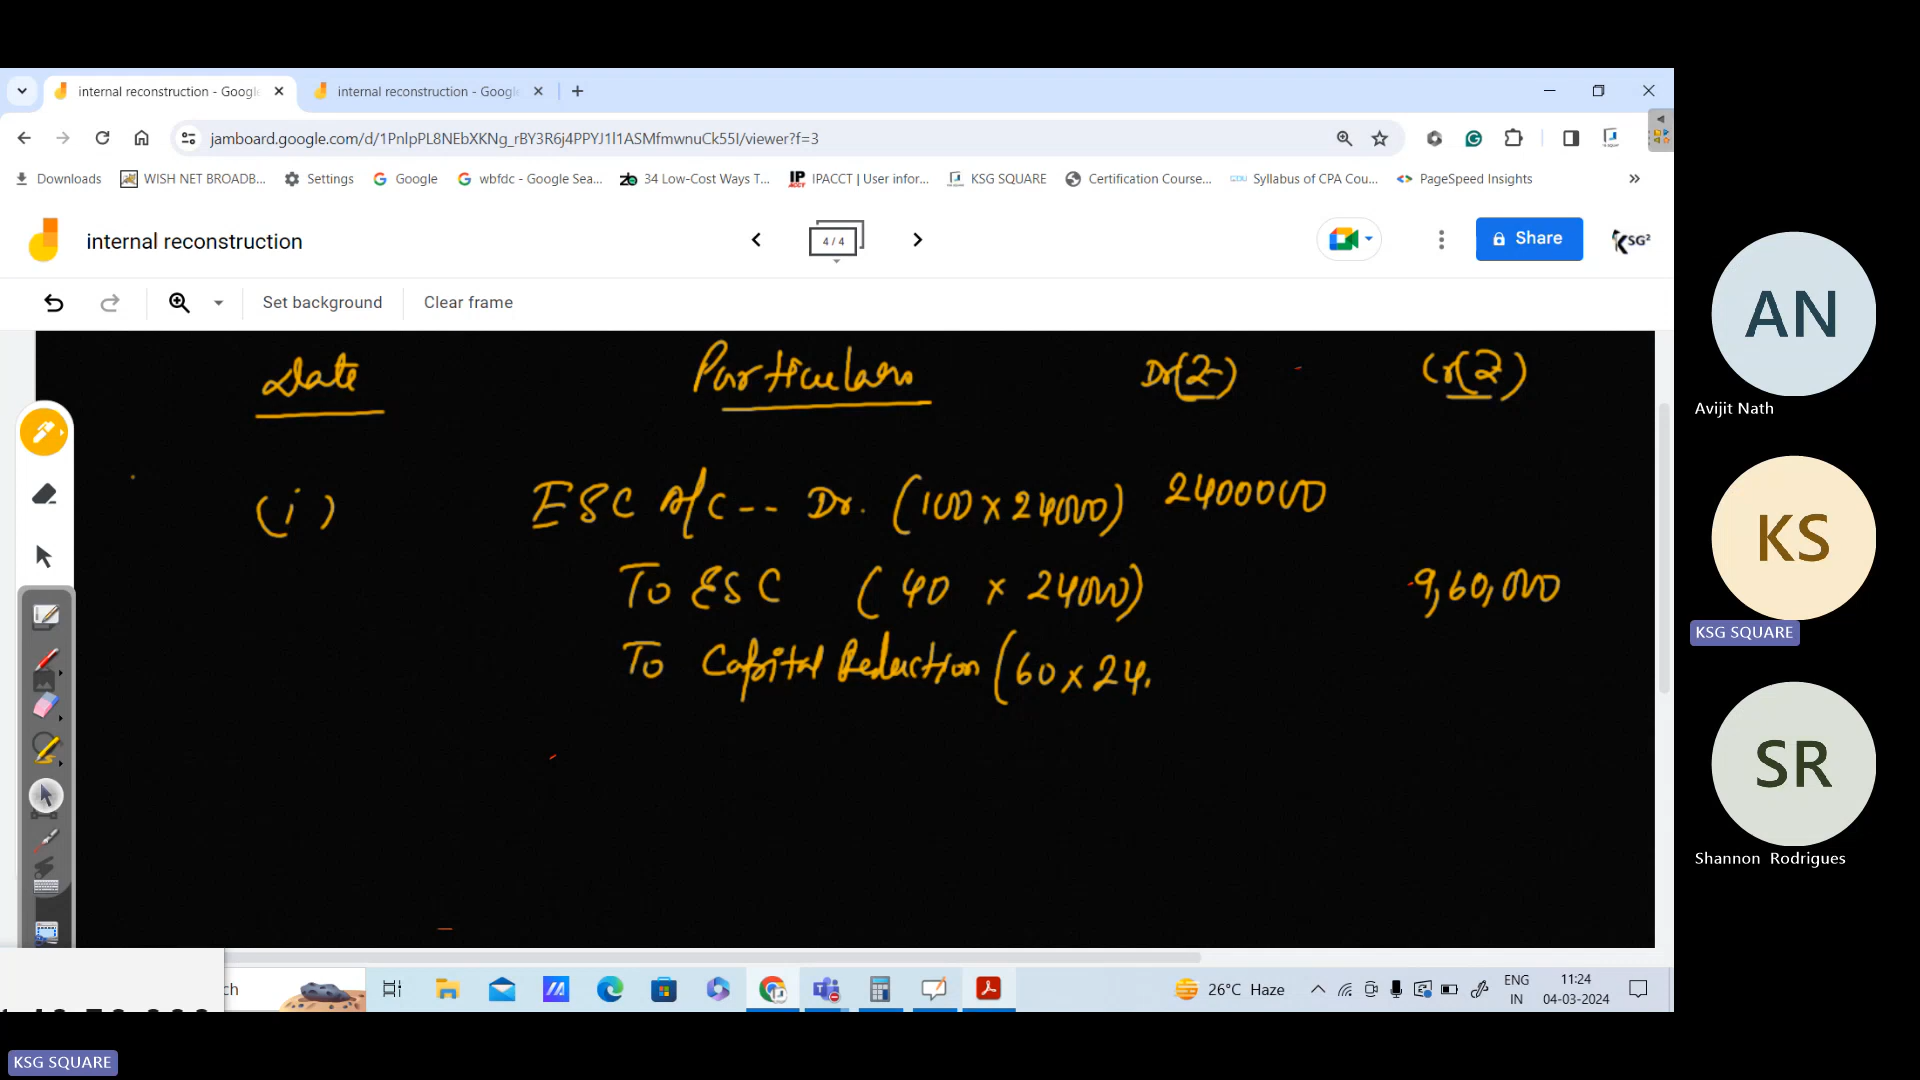 internal reconstruction - Google
internal reconstruction - Google
jamboard.google.com/d/1PnlpPL8NEbXKNg_rBY3R6j4PPYJ1l1ASMfmwnuCk55I/viewer?f=3
Downloads WISH NET BROADB... Settings Google wbfdc - Google Sea... 34 Low-Cost Ways T... IPACCT | User infor... KSG SQUARE Certification Course... Syllabus of CPA Cou... PageSpeed Insights
internal reconstruction
4 / 4
Share
KSG²
Set background Clear frame
Date Particulars Dr(₹) Cr(₹)
(i) ESC A/C -- Dr. (100 x 24000) 2400000
To ESC (40 x 24000) 9,60,000
To Capital Reduction (60 x 24
AN
Avijit Nath
KS
KSG SQUARE
SR
Shannon Rodrigues
ch
26°C Haze
ENG
IN
11:24
04-03-2024
KSG SQUARE